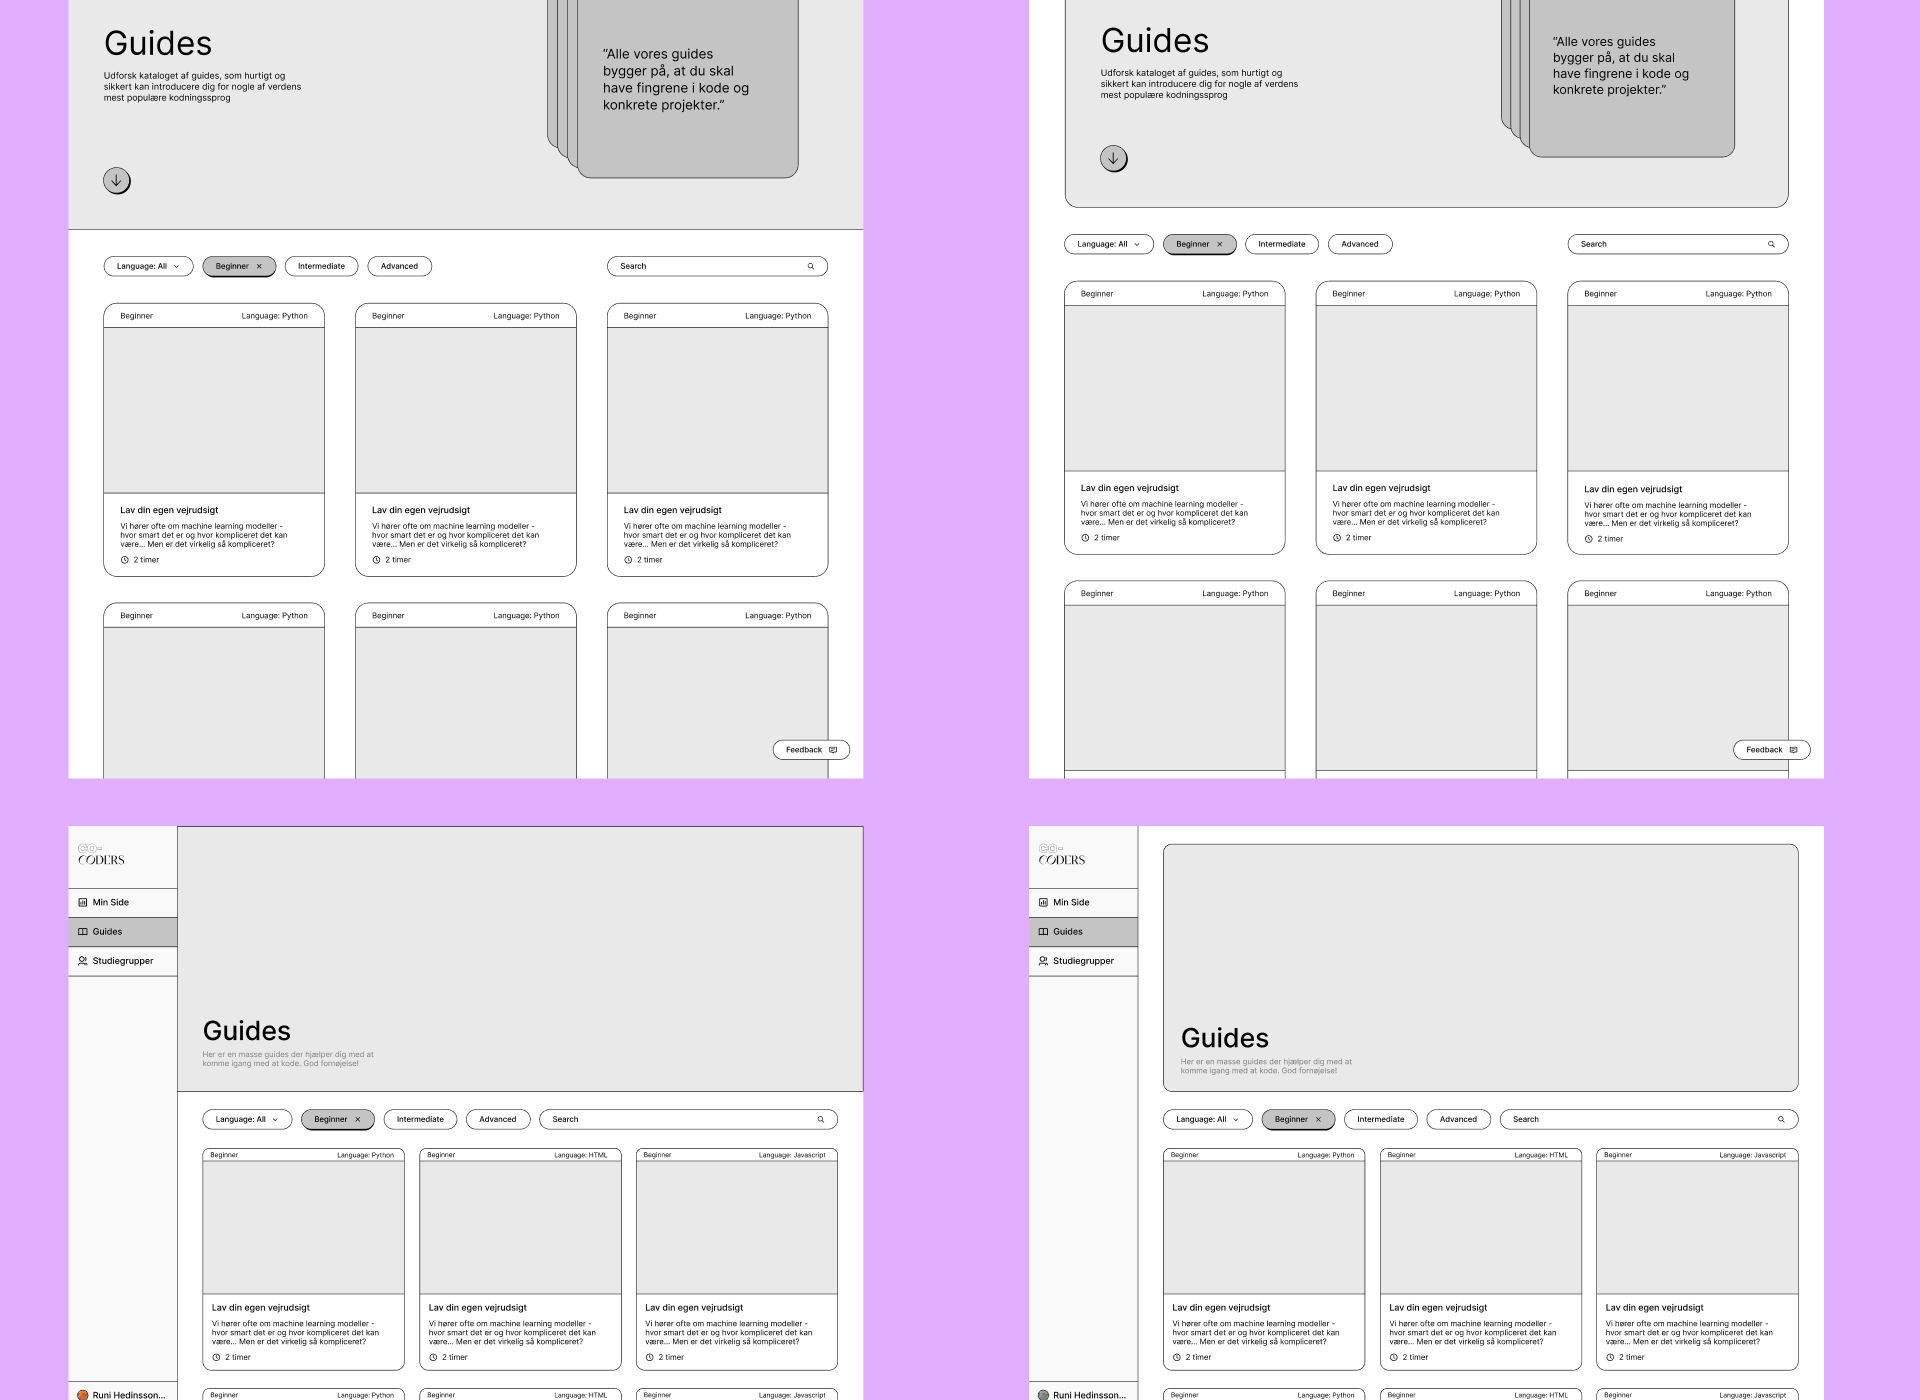 Guides
Udforsk kataloget af guides, som hurtigt og
sikkert kan introducere dig for nogle af verdens
mest populære kodningssprog
“Alle vores guides
bygger på, at du skal
have fingrene i kode og
konkrete projekter.”
Language: All Beginner Intermediate Advanced Search
Beginner Language: Python Beginner Language: Python Beginner Language: Python
Lav din egen vejrudsigt Lav din egen vejrudsigt Lav din egen vejrudsigt
Vi hører ofte om machine learning modeller - Vi hører ofte om machine learning modeller - Vi hører ofte om machine learning modeller -
hvor smart det er og hvor kompliceret det kan hvor smart det er og hvor kompliceret det kan hvor smart det er og hvor kompliceret det kan
være... Men er det virkelig så kompliceret? være... Men er det virkelig så kompliceret? være... Men er det virkelig så kompliceret?
2 timer 2 timer 2 timer
Beginner Language: Python Beginner Language: Python Beginner Language: Python
Feedback
Guides
Udforsk kataloget af guides, som hurtigt og
sikkert kan introducere dig for nogle af verdens
mest populære kodningssprog
“Alle vores guides
bygger på, at du skal
have fingrene i kode og
konkrete projekter.”
Language: All Beginner Intermediate Advanced Search
Beginner Language: Python Beginner Language: Python Beginner Language: Python
Lav din egen vejrudsigt Lav din egen vejrudsigt Lav din egen vejrudsigt
Vi hører ofte om machine learning modeller - Vi hører ofte om machine learning modeller - Vi hører ofte om machine learning modeller -
hvor smart det er og hvor kompliceret det kan hvor smart det er og hvor kompliceret det kan hvor smart det er og hvor kompliceret det kan
være... Men er det virkelig så kompliceret? være... Men er det virkelig så kompliceret? være... Men er det virkelig så kompliceret?
2 timer 2 timer 2 timer
Beginner Language: Python Beginner Language: Python Beginner Language: Python
Feedback
CO-
CODERS
Min Side
Guides
Studiegrupper
Runi Hedinsson...
Guides
Her er en masse guides der hjælper dig med at
komme igang med at kode. God fornøjelse!
Language: All Beginner Intermediate Advanced Search
Beginner Language: Python Beginner Language: HTML Beginner Language: Javascript
Lav din egen vejrudsigt Lav din egen vejrudsigt Lav din egen vejrudsigt
Vi hører ofte om machine learning modeller - Vi hører ofte om machine learning modeller - Vi hører ofte om machine learning modeller -
hvor smart det er og hvor kompliceret det kan hvor smart det er og hvor kompliceret det kan hvor smart det er og hvor kompliceret det kan
være... Men er det virkelig så kompliceret? være... Men er det virkelig så kompliceret? være... Men er det virkelig så kompliceret?
2 timer 2 timer 2 timer
Beginner Language: Python Beginner Language: HTML Beginner Language: Javascript
CO-
CODERS
Min Side
Guides
Studiegrupper
Runi Hedinsson...
Guides
Her er en masse guides der hjælper dig med at
komme igang med at kode. God fornøjelse!
Language: All Beginner Intermediate Advanced Search
Beginner Language: Python Beginner Language: HTML Beginner Language: Javascript
Lav din egen vejrudsigt Lav din egen vejrudsigt Lav din egen vejrudsigt
Vi hører ofte om machine learning modeller - Vi hører ofte om machine learning modeller - Vi hører ofte om machine learning modeller -
hvor smart det er og hvor kompliceret det kan hvor smart det er og hvor kompliceret det kan hvor smart det er og hvor kompliceret det kan
være... Men er det virkelig så kompliceret? være... Men er det virkelig så kompliceret? være... Men er det virkelig så kompliceret?
2 timer 2 timer 2 timer
Beginner Language: Python Beginner Language: HTML Beginner Language: Javascript